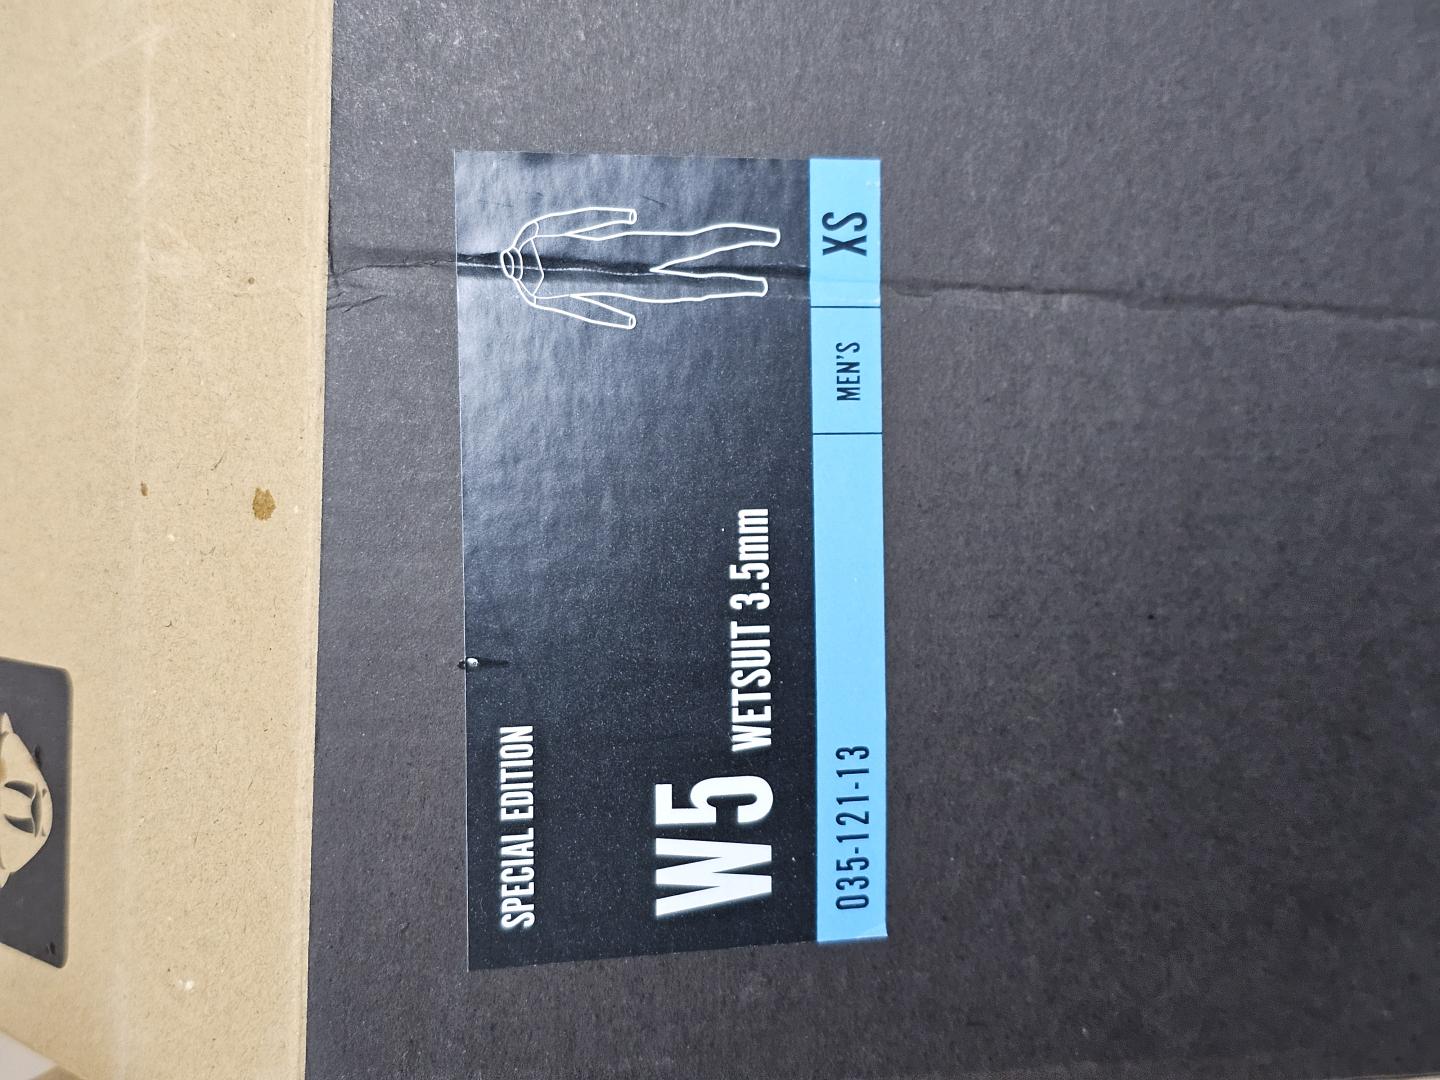 SPECIAL EDITION
W5 WETSUIT 3.5mm
035-121-13 MEN'S XS